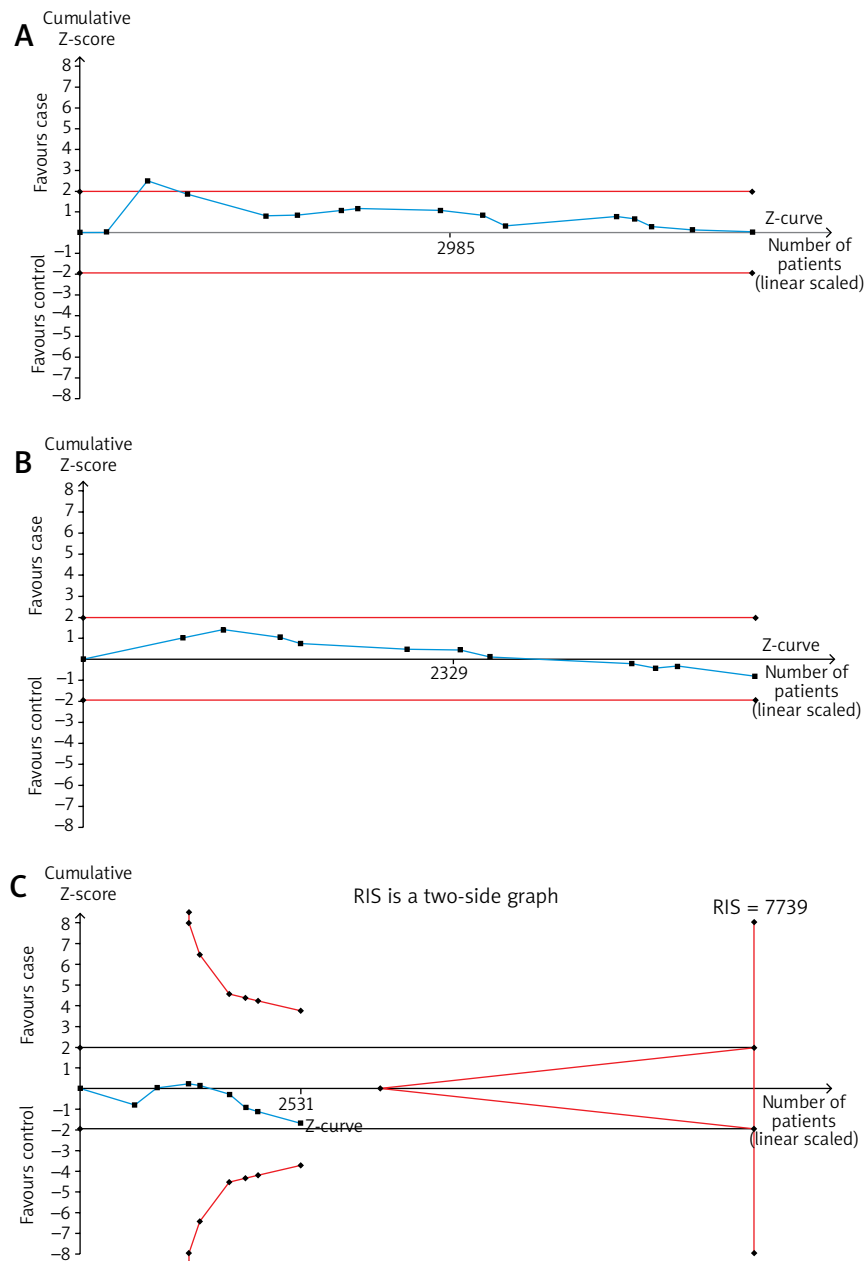 A
Cumulative
Z-score
Favours case
Favours control
8
7
6
5
4
3
2
1
−1
−2
−3
−4
−5
−6
−7
−8
2985
Z-curve
Number of
patients
(linear scaled)
B
Cumulative
Z-score
Favours case
Favours control
8
7
6
5
4
3
2
1
−1
−2
−3
−4
−5
−6
−7
−8
2329
Z-curve
Number of
patients
(linear scaled)
C
Cumulative
Z-score
RIS is a two-side graph
RIS = 7739
Favours case
Favours control
8
7
6
5
4
3
2
1
−1
−2
−3
−4
−5
−6
−7
−8
2531
Z-curve
Number of
patients
(linear scaled)